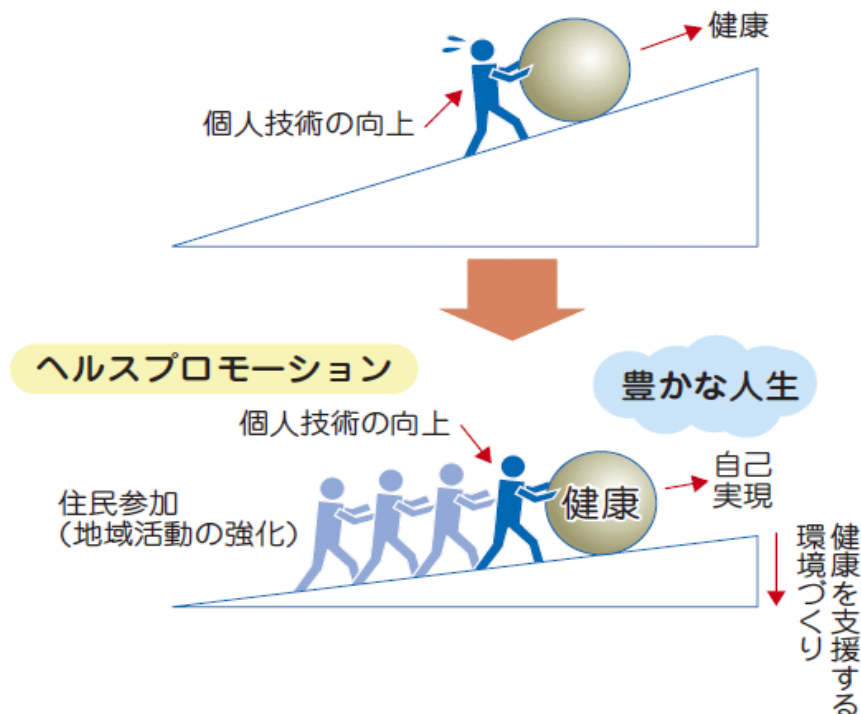 健康
個人技術の向上
ヘルスプロモーション
豊かな人生
個人技術の向上
自己
実現
健康
住民参加
（地域活動の強化）
健康を支援する
環境づくり